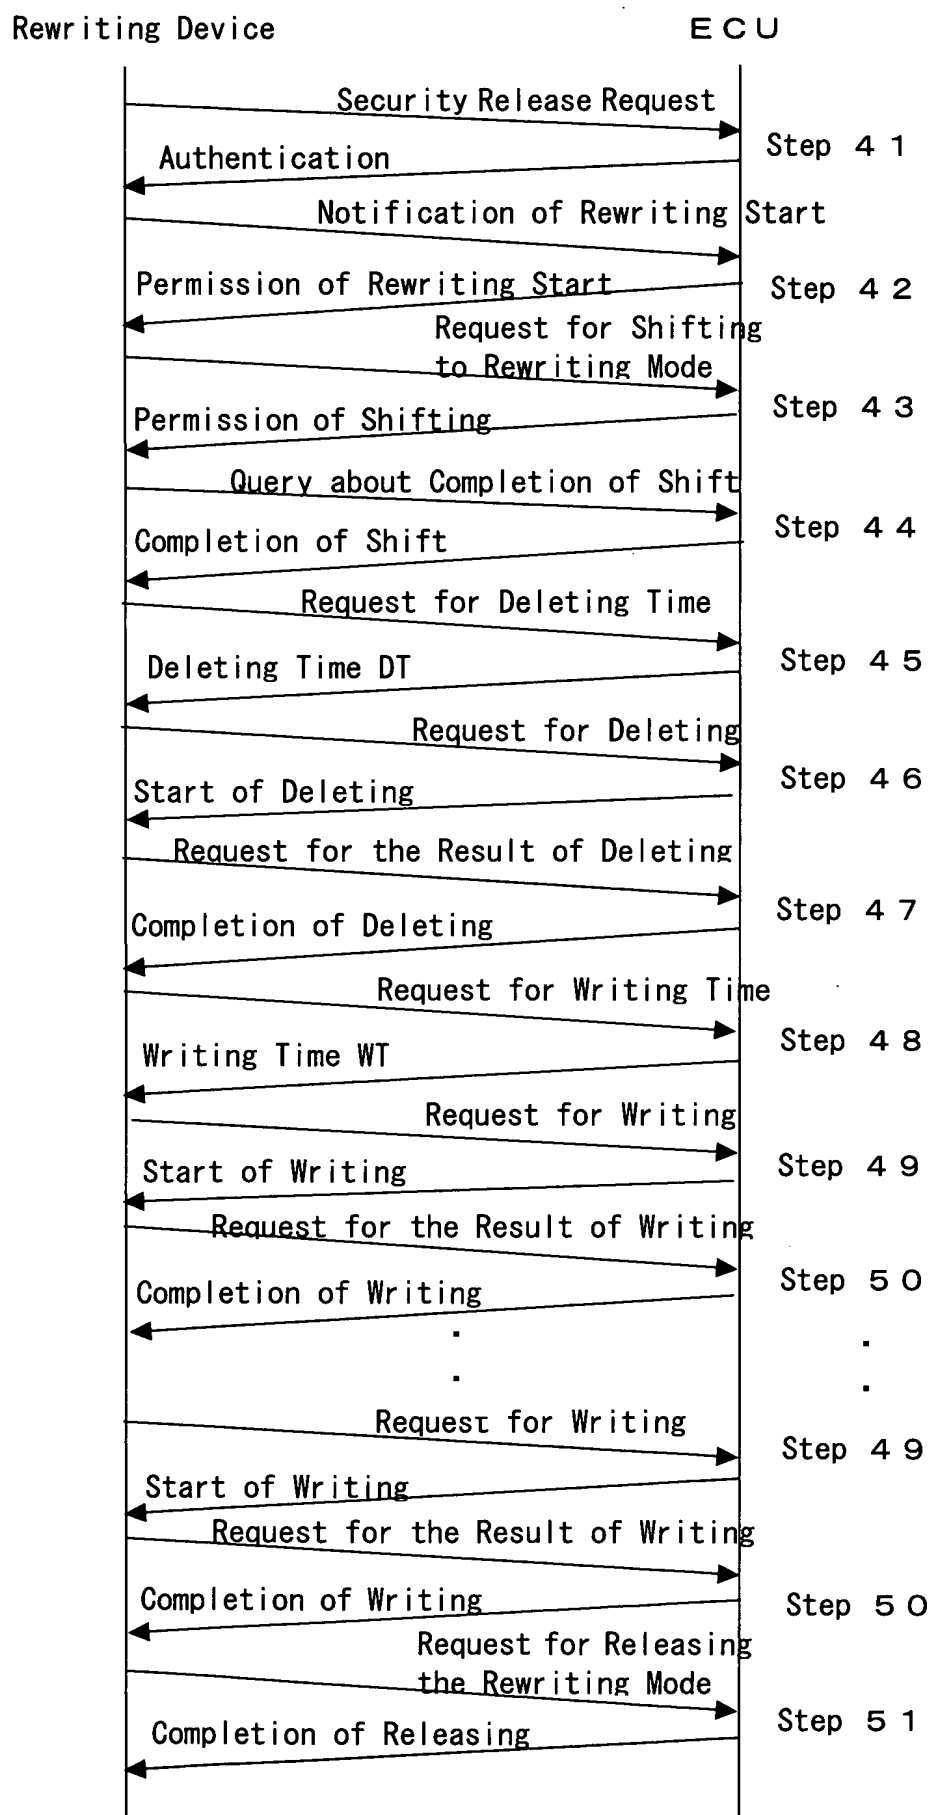 Rewriting Device
ECU
Security Release Request
Step 41
Authentication
Notification of Rewriting Start
Permission of Rewriting Start
Step 42
Request for Shifting
to Rewriting Mode
Step 43
Permission of Shifting
Query about Completion of Shift
Step 44
Completion of Shift
Request for Deleting Time
Step 45
Deleting Time DT
Request for Deleting
Step 46
Start of Deleting
Request for the Result of Deleting
Step 47
Completion of Deleting
Request for Writing Time
Step 48
Writing Time WT
Request for Writing
Step 49
Start of Writing
Request for the Result of Writing
Step 50
Completion of Writing
Request for Writing
Step 49
Start of Writing
Request for the Result of Writing
Completion of Writing
Step 50
Request for Releasing
the Rewriting Mode
Step 51
Completion of Releasing